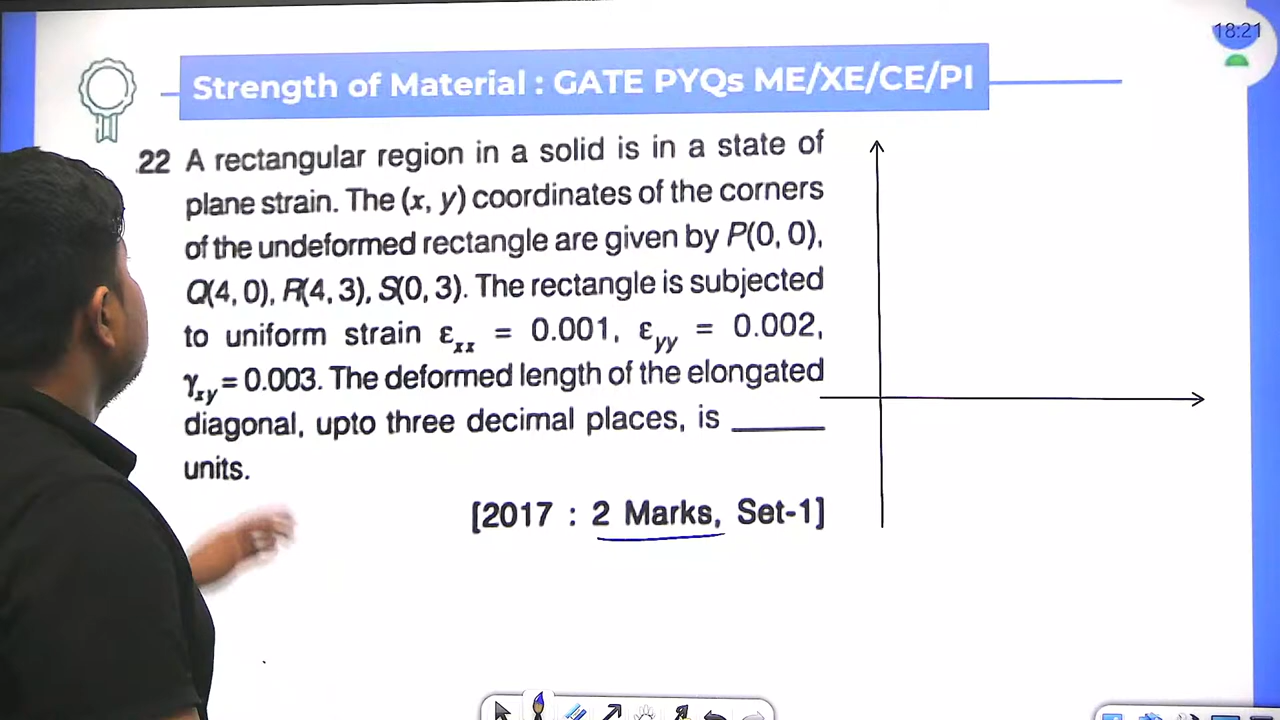 18:21
Strength of Material : GATE PYQs ME/XE/CE/PI
.22 A rectangular region in a solid is in a state of
plane strain. The (x, y) coordinates of the corners
of the undeformed rectangle are given by P(0, 0),
Q(4, 0), R(4, 3), S(0, 3). The rectangle is subjected
to uniform strain εxx = 0.001, εyy = 0.002,
γxy = 0.003. The deformed length of the elongated
diagonal, upto three decimal places, is ______
units.
[2017 : 2 Marks, Set-1]